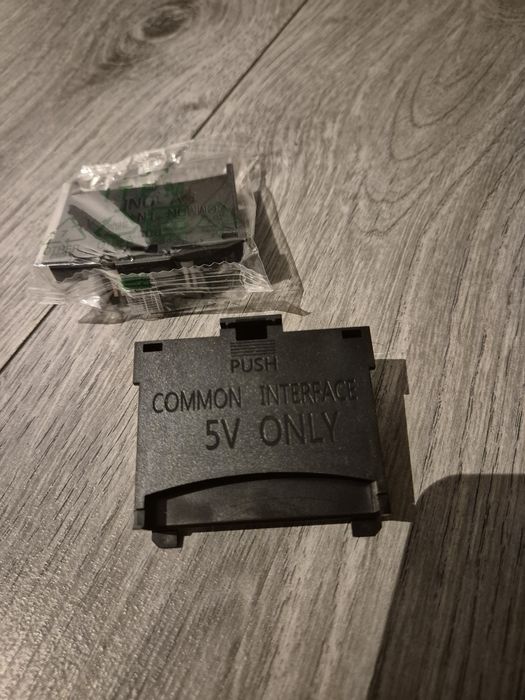 PUSH
COMMON INTERFACE
5V ONLY